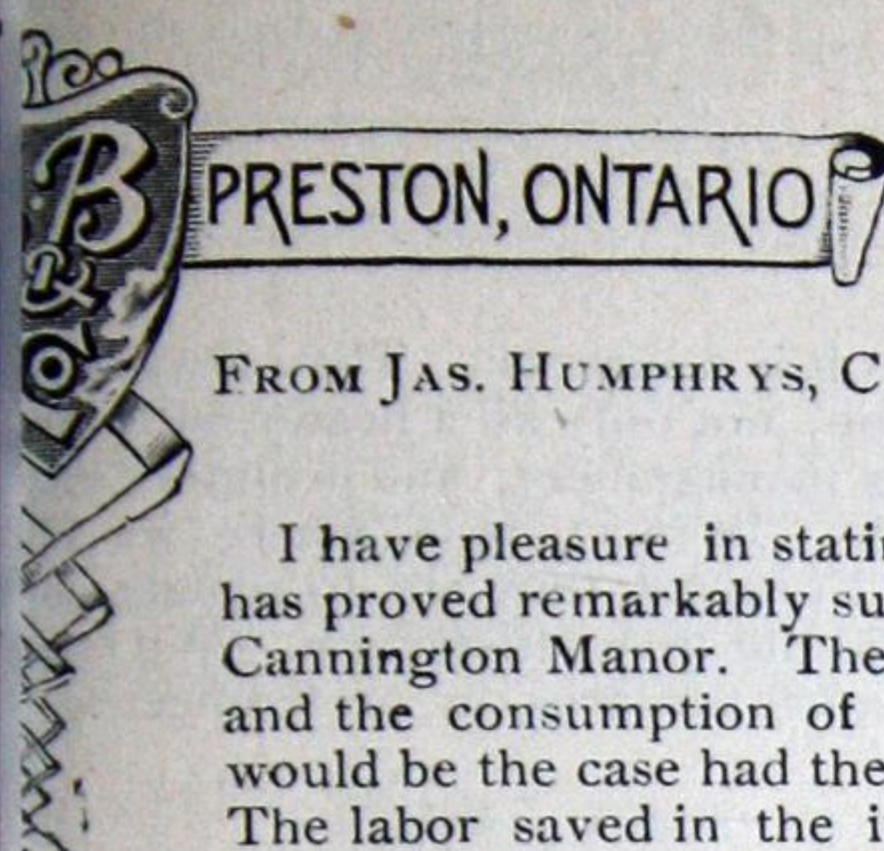 B
&
Co
PRESTON, ONTARIO
FROM JAS. HUMPHRYS, C
I have pleasure in stati
has proved remarkably su
Cannington Manor. The
and the consumption of
would be the case had the
The labor saved in the i